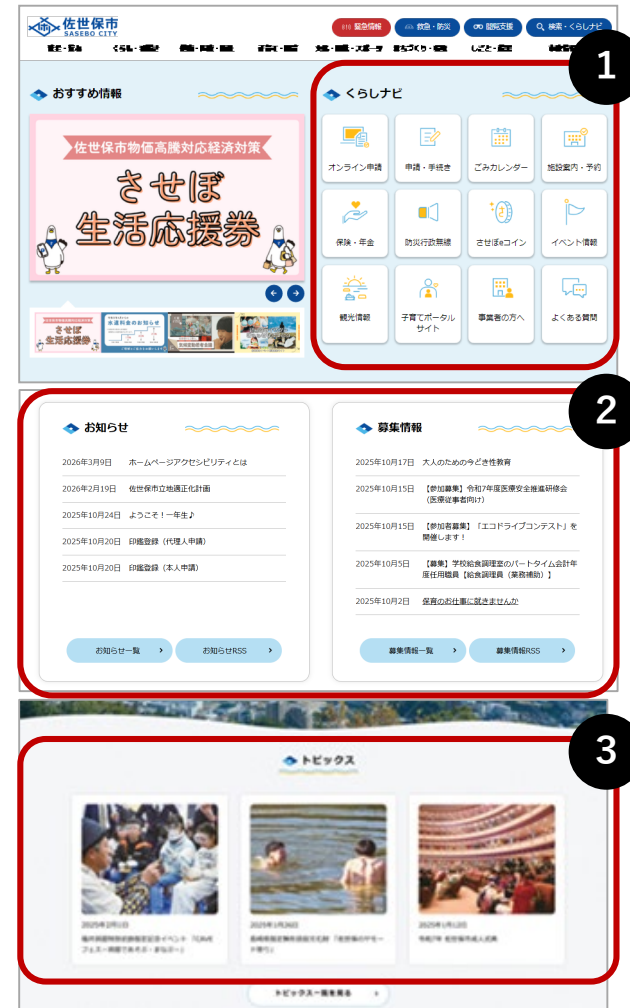 佐世保市
SASEBO CITY
緊急情報
救急・防災
閲覧支援
検索・くらしナビ
1
おすすめ情報
佐世保市物価高騰対応経済対策
させぼ
生活応援券
させぼ
生活応援券
水道料金のお知らせ
くらしナビ
オンライン申請
申請・手続き
ごみカレンダー
施設案内・予約
保険・年金
防災行政無線
させぼeコイン
イベント情報
観光情報
子育てポータル
サイト
事業者の方へ
よくある質問
2
お知らせ
2026年3月9日 ホームページアクセシビリティとは
2026年2月19日 佐世保市立地適正化計画
2025年10月24日 ようこそ！一年生♪
2025年10月20日 印鑑登録（代理人申請）
2025年10月20日 印鑑登録（本人申請）
お知らせ一覧
お知らせRSS
募集情報
2025年10月17日 大人のための今どき性教育
2025年10月15日 【参加募集】令和7年度医療安全推進研修会
（医療従事者向け）
2025年10月15日 【参加者募集】「エコドライブコンテスト」を
開催します！
2025年10月5日 【募集】学校給食調理室のパートタイム会計年
度任用職員【給食調理員（業務補助）】
2025年10月2日 保育のお仕事に就きませんか
募集情報一覧
募集情報RSS
3
トピックス
トピックス一覧を見る